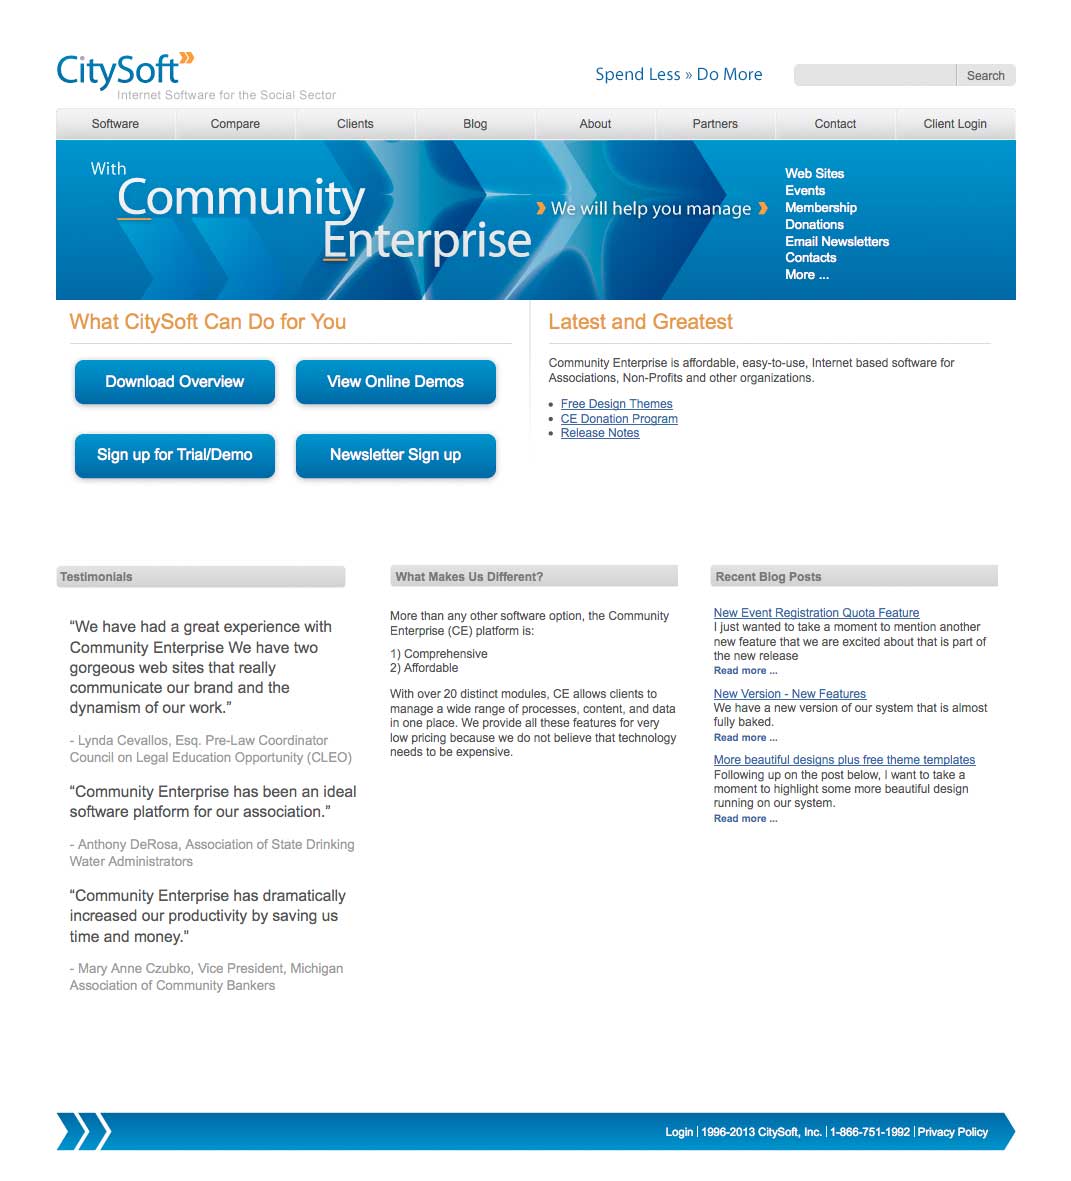 CitySoft
Internet Software for the Social Sector
Spend Less » Do More
Search
Software
Compare
Clients
Blog
About
Partners
Contact
Client Login
With
Community
Enterprise
We will help you manage
Web Sites
Events
Membership
Donations
Email Newsletters
Contacts
More ...
What CitySoft Can Do for You
Download Overview
View Online Demos
Sign up for Trial/Demo
Newsletter Sign up
Latest and Greatest
Community Enterprise is affordable, easy-to-use, Internet based software for
Associations, Non-Profits and other organizations.
• Free Design Themes
• CE Donation Program
• Release Notes
Testimonials
“We have had a great experience with
Community Enterprise We have two
gorgeous web sites that really
communicate our brand and the
dynamism of our work.”
- Lynda Cevallos, Esq. Pre-Law Coordinator
Council on Legal Education Opportunity (CLEO)
“Community Enterprise has been an ideal
software platform for our association.”
- Anthony DeRosa, Association of State Drinking
Water Administrators
“Community Enterprise has dramatically
increased our productivity by saving us
time and money.”
- Mary Anne Czubko, Vice President, Michigan
Association of Community Bankers
What Makes Us Different?
More than any other software option, the Community
Enterprise (CE) platform is:
1) Comprehensive
2) Affordable
With over 20 distinct modules, CE allows clients to
manage a wide range of processes, content, and data
in one place. We provide all these features for very
low pricing because we do not believe that technology
needs to be expensive.
Recent Blog Posts
New Event Registration Quota Feature
I just wanted to take a moment to mention another
new feature that we are excited about that is part of
the new release
Read more ...
New Version - New Features
We have a new version of our system that is almost
fully baked.
Read more ...
More beautiful designs plus free theme templates
Following up on the post below, I want to take a
moment to highlight some more beautiful design
running on our system.
Read more ...
Login | 1996-2013 CitySoft, Inc. | 1-866-751-1992 | Privacy Policy